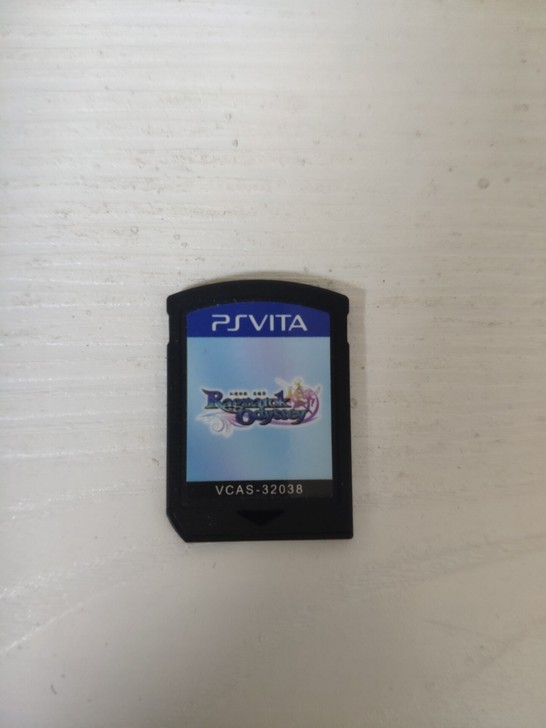 PSVITA
Ragnarok
Odyssey
VCAS-32038